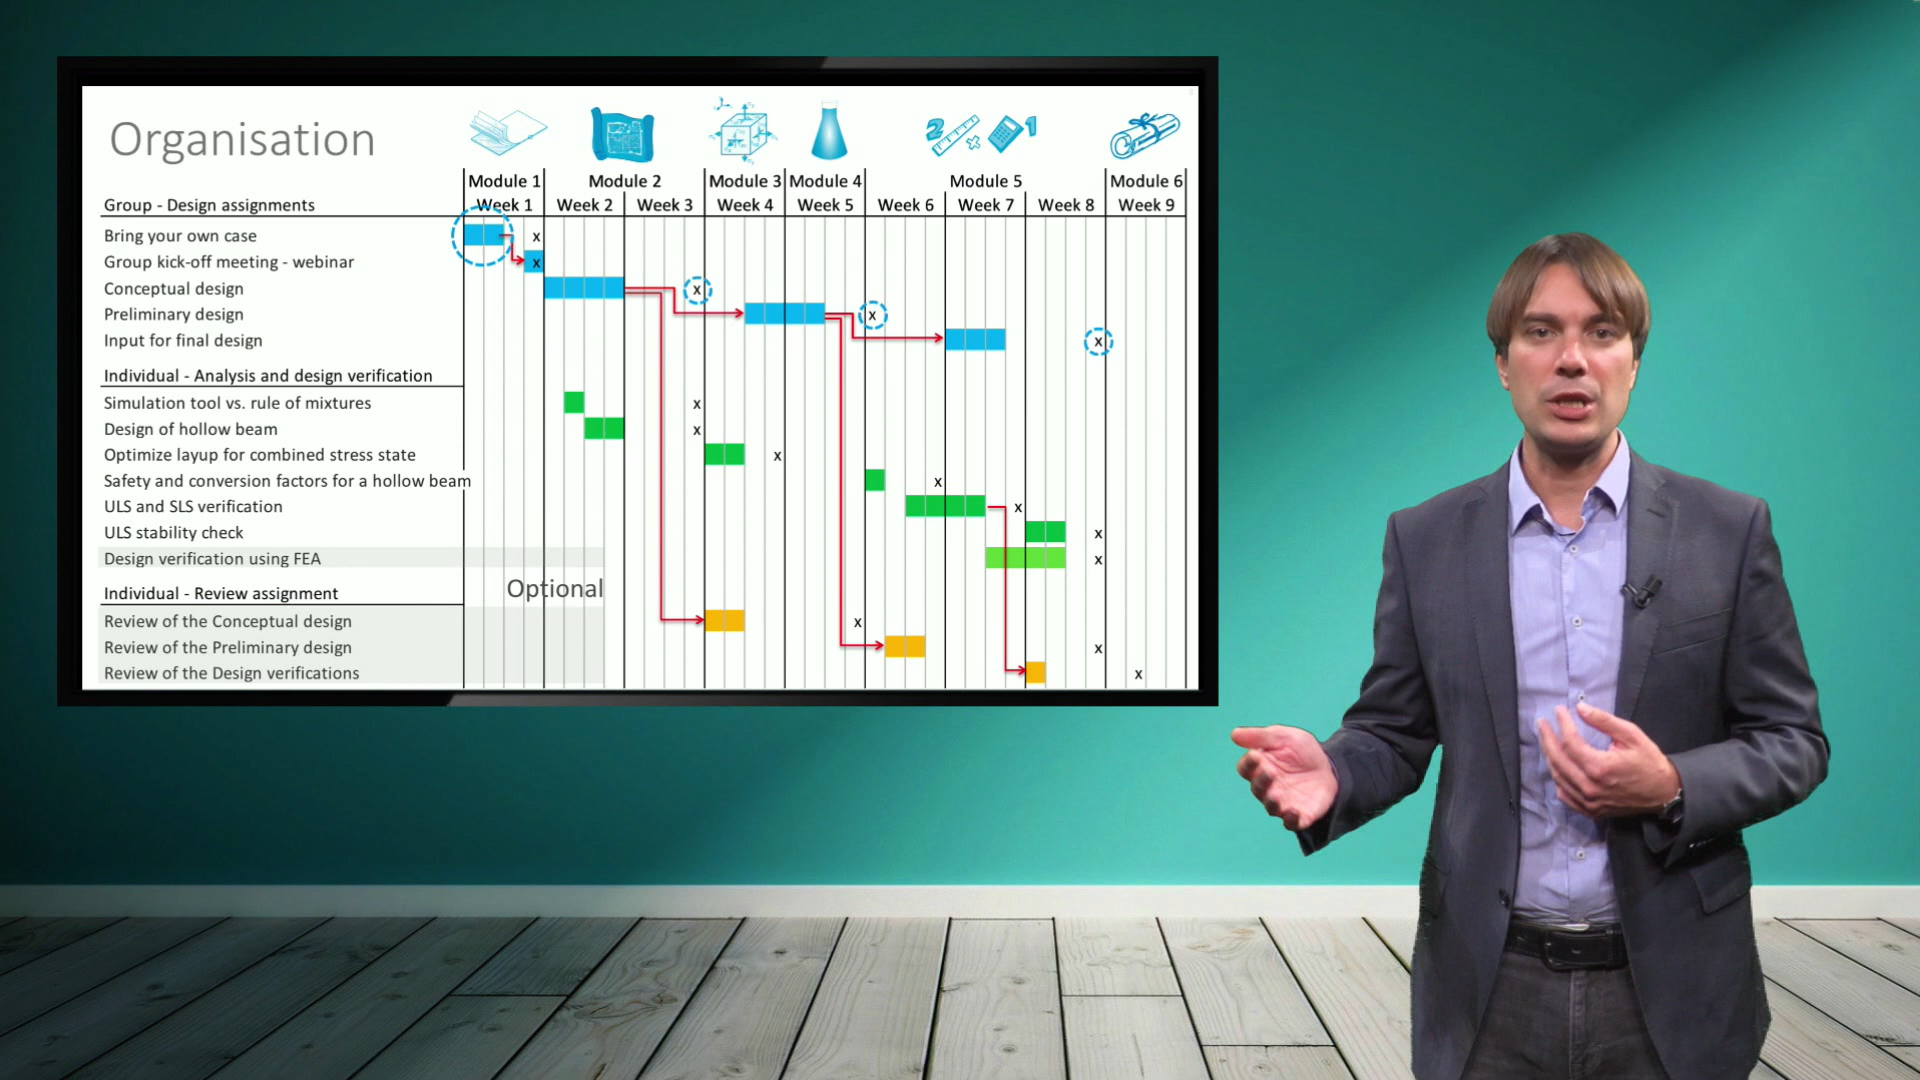 Organisation
Module 1 Module 2 Module 3 Module 4 Module 5 Module 6
Group - Design assignments Week 1 Week 2 Week 3 Week 4 Week 5 Week 6 Week 7 Week 8 Week 9
Bring your own case x
Group kick-off meeting - webinar x
Conceptual design x
Preliminary design x
Input for final design x
Individual - Analysis and design verification
Simulation tool vs. rule of mixtures x
Design of hollow beam x
Optimize layup for combined stress state x
Safety and conversion factors for a hollow beam x
ULS and SLS verification x
ULS stability check x
Design verification using FEA x
Optional
Individual - Review assignment
Review of the Conceptual design x
Review of the Preliminary design x
Review of the Design verifications x